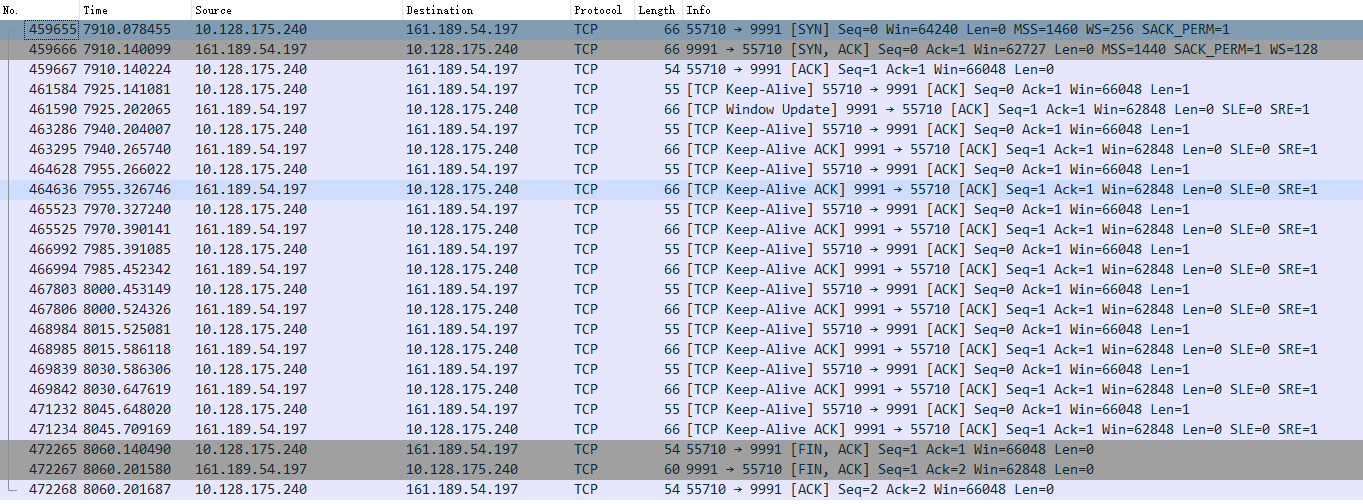 No. Time Source Destination Protocol Length Info
459655 7910.078455 10.128.175.240 161.189.54.197 TCP 66 55710 → 9991 [SYN] Seq=0 Win=64240 Len=0 MSS=1460 WS=256 SACK_PERM=1
459666 7910.140099 161.189.54.197 10.128.175.240 TCP 66 9991 → 55710 [SYN, ACK] Seq=0 Ack=1 Win=62727 Len=0 MSS=1440 SACK_PERM=1 WS=128
459667 7910.140224 10.128.175.240 161.189.54.197 TCP 54 55710 → 9991 [ACK] Seq=1 Ack=1 Win=66048 Len=0
461584 7925.141081 10.128.175.240 161.189.54.197 TCP 55 [TCP Keep-Alive] 55710 → 9991 [ACK] Seq=0 Ack=1 Win=66048 Len=1
461590 7925.202065 161.189.54.197 10.128.175.240 TCP 66 [TCP Window Update] 9991 → 55710 [ACK] Seq=1 Ack=1 Win=62848 Len=0 SLE=0 SRE=1
463286 7940.204007 10.128.175.240 161.189.54.197 TCP 55 [TCP Keep-Alive] 55710 → 9991 [ACK] Seq=0 Ack=1 Win=66048 Len=1
463295 7940.265740 161.189.54.197 10.128.175.240 TCP 66 [TCP Keep-Alive ACK] 9991 → 55710 [ACK] Seq=1 Ack=1 Win=62848 Len=0 SLE=0 SRE=1
464628 7955.266022 10.128.175.240 161.189.54.197 TCP 55 [TCP Keep-Alive] 55710 → 9991 [ACK] Seq=0 Ack=1 Win=66048 Len=1
464636 7955.326746 161.189.54.197 10.128.175.240 TCP 66 [TCP Keep-Alive ACK] 9991 → 55710 [ACK] Seq=1 Ack=1 Win=62848 Len=0 SLE=0 SRE=1
465523 7970.327240 10.128.175.240 161.189.54.197 TCP 55 [TCP Keep-Alive] 55710 → 9991 [ACK] Seq=0 Ack=1 Win=66048 Len=1
465525 7970.390141 161.189.54.197 10.128.175.240 TCP 66 [TCP Keep-Alive ACK] 9991 → 55710 [ACK] Seq=1 Ack=1 Win=62848 Len=0 SLE=0 SRE=1
466992 7985.391085 10.128.175.240 161.189.54.197 TCP 55 [TCP Keep-Alive] 55710 → 9991 [ACK] Seq=0 Ack=1 Win=66048 Len=1
466994 7985.452342 161.189.54.197 10.128.175.240 TCP 66 [TCP Keep-Alive ACK] 9991 → 55710 [ACK] Seq=1 Ack=1 Win=62848 Len=0 SLE=0 SRE=1
467803 8000.453149 10.128.175.240 161.189.54.197 TCP 55 [TCP Keep-Alive] 55710 → 9991 [ACK] Seq=0 Ack=1 Win=66048 Len=1
467806 8000.524326 161.189.54.197 10.128.175.240 TCP 66 [TCP Keep-Alive ACK] 9991 → 55710 [ACK] Seq=1 Ack=1 Win=62848 Len=0 SLE=0 SRE=1
468984 8015.525081 10.128.175.240 161.189.54.197 TCP 55 [TCP Keep-Alive] 55710 → 9991 [ACK] Seq=0 Ack=1 Win=66048 Len=1
468985 8015.586118 161.189.54.197 10.128.175.240 TCP 66 [TCP Keep-Alive ACK] 9991 → 55710 [ACK] Seq=1 Ack=1 Win=62848 Len=0 SLE=0 SRE=1
469839 8030.586306 10.128.175.240 161.189.54.197 TCP 55 [TCP Keep-Alive] 55710 → 9991 [ACK] Seq=0 Ack=1 Win=66048 Len=1
469842 8030.647619 161.189.54.197 10.128.175.240 TCP 66 [TCP Keep-Alive ACK] 9991 → 55710 [ACK] Seq=1 Ack=1 Win=62848 Len=0 SLE=0 SRE=1
471232 8045.648020 10.128.175.240 161.189.54.197 TCP 55 [TCP Keep-Alive] 55710 → 9991 [ACK] Seq=0 Ack=1 Win=66048 Len=1
471234 8045.709169 161.189.54.197 10.128.175.240 TCP 66 [TCP Keep-Alive ACK] 9991 → 55710 [ACK] Seq=1 Ack=1 Win=62848 Len=0 SLE=0 SRE=1
472265 8060.140490 10.128.175.240 161.189.54.197 TCP 54 55710 → 9991 [FIN, ACK] Seq=1 Ack=1 Win=66048 Len=0
472267 8060.201580 161.189.54.197 10.128.175.240 TCP 60 9991 → 55710 [FIN, ACK] Seq=1 Ack=2 Win=62848 Len=0
472268 8060.201687 10.128.175.240 161.189.54.197 TCP 54 55710 → 9991 [ACK] Seq=2 Ack=2 Win=66048 Len=0